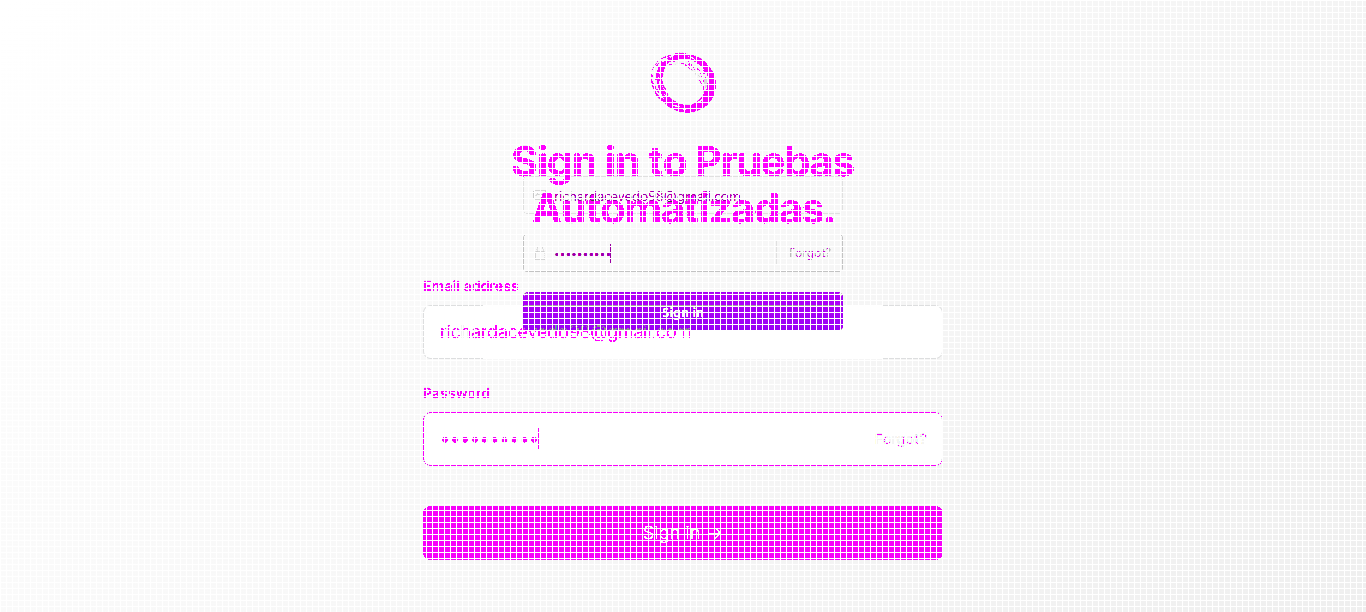 Sign in to Pruebas
richardacevedo98@gmail.com
Automatizadas.
••••••••••
Forgot?
Email address
Sign in
richardacevedo98@gmail.com
Password
••••••••••
Forgot?
Sign in →